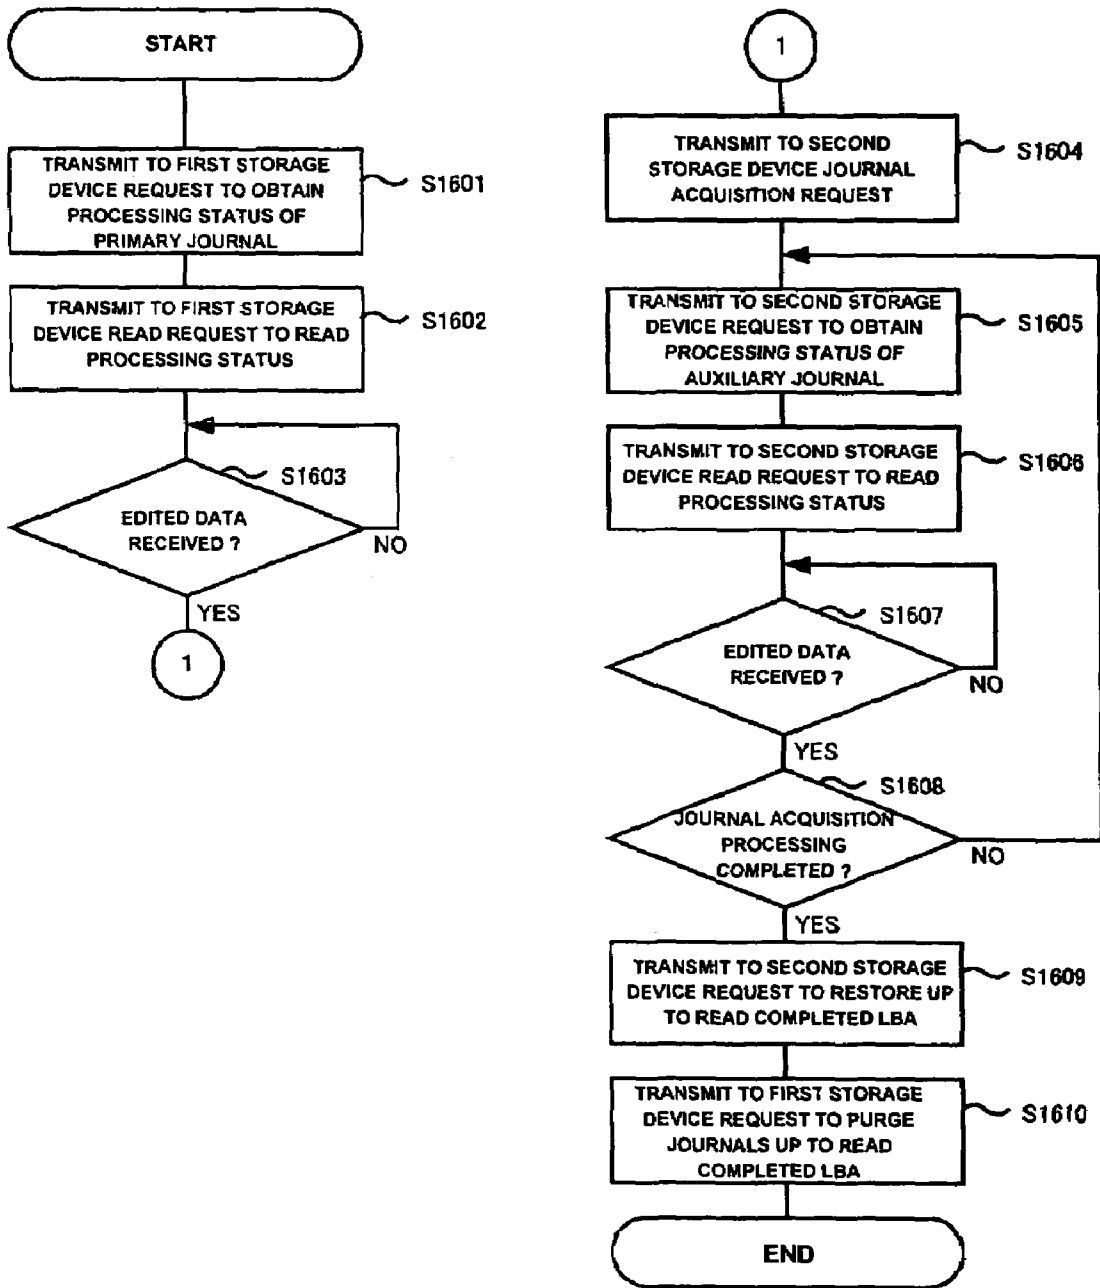 START
TRANSMIT TO FIRST STORAGE
DEVICE REQUEST TO OBTAIN
PROCESSING STATUS OF
PRIMARY JOURNAL
S1601
TRANSMIT TO FIRST STORAGE
DEVICE READ REQUEST TO READ
PROCESSING STATUS
S1602
S1603
EDITED DATA
RECEIVED ?
NO
YES
1
1
TRANSMIT TO SECOND
STORAGE DEVICE JOURNAL
ACQUISITION REQUEST
S1604
TRANSMIT TO SECOND STORAGE
DEVICE REQUEST TO OBTAIN
PROCESSING STATUS OF
AUXILIARY JOURNAL
S1605
TRANSMIT TO SECOND STORAGE
DEVICE READ REQUEST TO READ
PROCESSING STATUS
S1606
S1607
EDITED DATA
RECEIVED ?
NO
YES
S1608
JOURNAL ACQUISITION
PROCESSING
COMPLETED ?
NO
YES
TRANSMIT TO SECOND STORAGE
DEVICE REQUEST TO RESTORE UP
TO READ COMPLETED LBA
S1609
TRANSMIT TO FIRST STORAGE
DEVICE REQUEST TO PURGE
JOURNALS UP TO READ
COMPLETED LBA
S1610
END